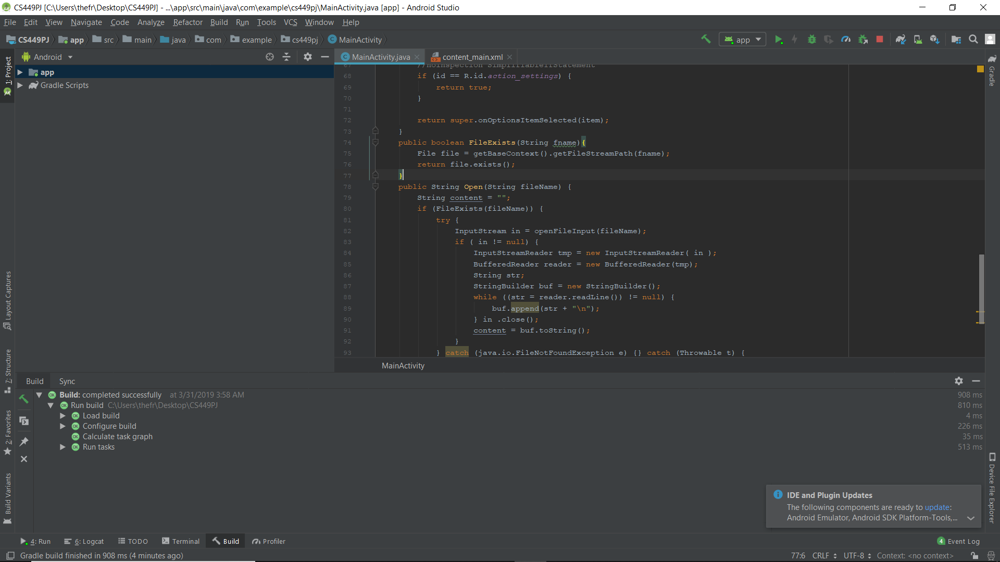 CS449PJ [C:\Users\thefr\Desktop\CS449PJ] - ...\app\src\main\java\com\example\cs449pj\MainActivity.java [app] - Android Studio
File Edit View Navigate Code Analyze Refactor Build Run Tools VCS Window Help
CS449PJ app src main java com example cs449pj MainActivity app
1: Project
Android
MainActivity.java content_main.xml
app
Gradle Scripts
Gradle
67 //noinspection SimplifiableIfStatement
68 if (id == R.id.action_settings) {
69 return true;
70 }
71
72 return super.onOptionsItemSelected(item);
73 }
74 public boolean FileExists(String fname){
75 File file = getBaseContext().getFileStreamPath(fname);
76 return file.exists();
77 }
78 public String Open(String fileName) {
79 String content = "";
80 if (FileExists(fileName)) {
81 try {
82 InputStream in = openFileInput(fileName);
83 if ( in != null) {
84 InputStreamReader tmp = new InputStreamReader( in );
85 BufferedReader reader = new BufferedReader(tmp);
86 String str;
87 StringBuilder buf = new StringBuilder();
88 while ((str = reader.readLine()) != null) {
89 buf.append(str + "\n");
90 } in .close();
91 content = buf.toString();
92 }
93 } catch (java.io.FileNotFoundException e) {} catch (Throwable t) {
MainActivity
Layout Captures
7: Structure
2: Favorites
Build Variants
Build Sync
Build: completed successfully at 3/31/2019 3:58 AM 908 ms
Run build C:\Users\thefr\Desktop\CS449PJ 810 ms
Load build 4 ms
Configure build 226 ms
Calculate task graph 35 ms
Run tasks 513 ms
Device File Explorer
IDE and Plugin Updates
The following components are ready to update:
Android Emulator, Android SDK Platform-Tools,...
4: Run 6: Logcat TODO Terminal Build Profiler 4 Event Log
Gradle build finished in 908 ms (4 minutes ago) 77:6 CRLF UTF-8 Context: <no context>